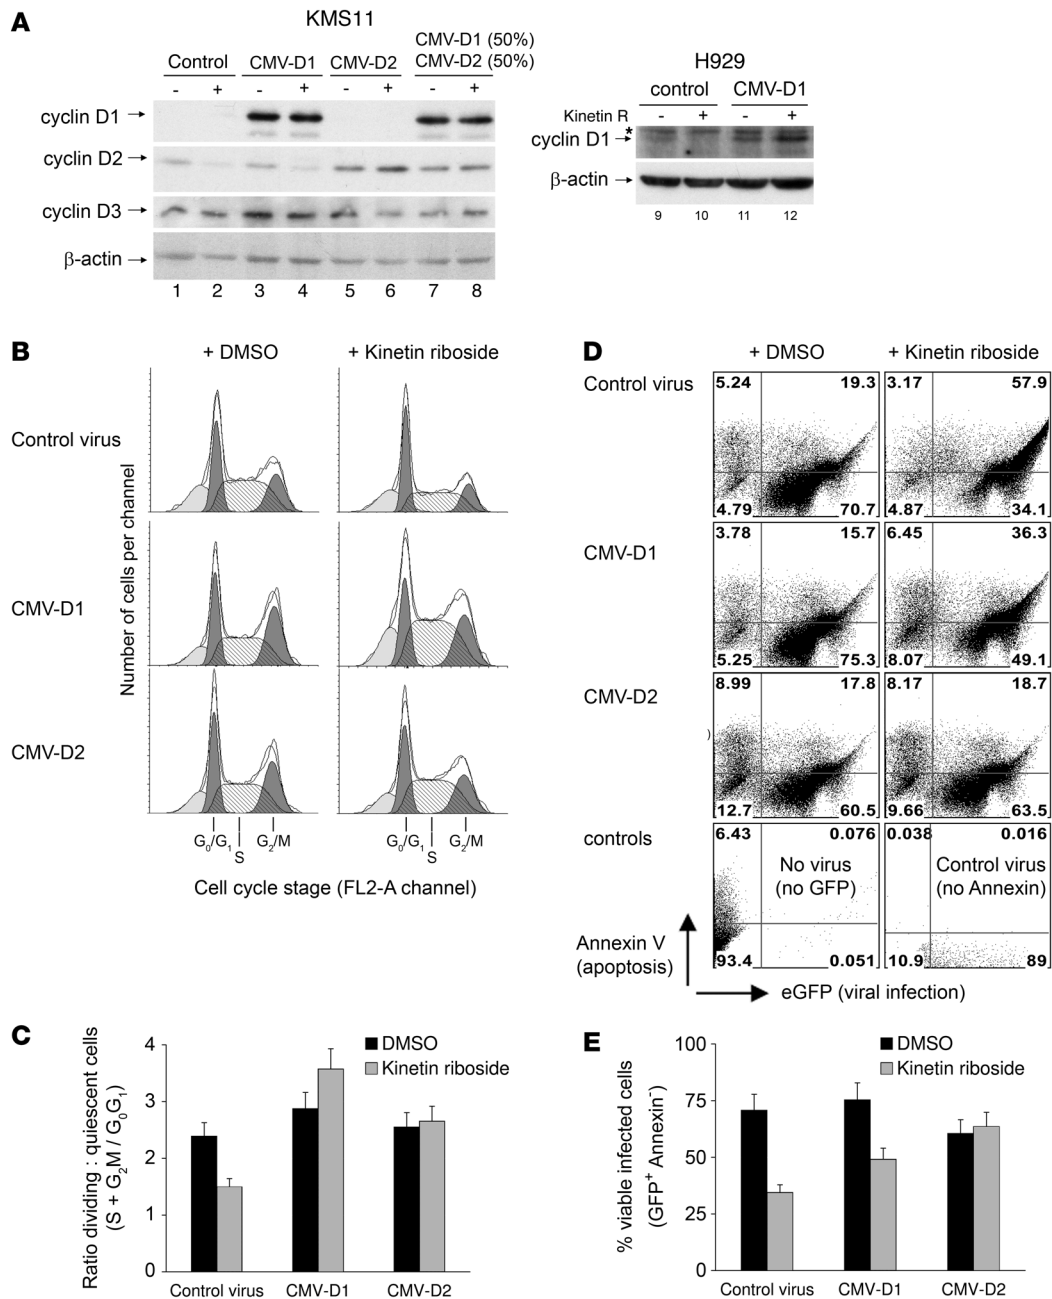 A
KMS11
Control
CMV-D1
CMV-D2
CMV-D1 (50%)
CMV-D2 (50%)
- + - + - + - +
cyclin D1
cyclin D2
cyclin D3
β-actin
1 2 3 4 5 6 7 8
H929
control
CMV-D1
Kinetin R - + - +
*
cyclin D1
β-actin
9 10 11 12
B
+ DMSO
+ Kinetin riboside
Control virus
CMV-D1
CMV-D2
Number of cells per channel
G0/G1
S
G2/M
G0/G1
S
G2/M
Cell cycle stage (FL2-A channel)
D
+ DMSO
+ Kinetin riboside
Control virus
5.24 19.3 3.17 57.9
4.79 70.7 4.87 34.1
CMV-D1
3.78 15.7 6.45 36.3
5.25 75.3 8.07 49.1
CMV-D2
8.99 17.8 8.17 18.7
)
12.7 60.5 9.66 63.5
controls
6.43 0.076 0.038 0.016
No virus
(no GFP)
Control virus
(no Annexin)
93.4 0.051 10.9 89
Annexin V
(apoptosis)
eGFP (viral infection)
C
Ratio dividing : quiescent cells
(S + G2M / G0G1)
4
3
2
1
0
DMSO
Kinetin riboside
Control virus
CMV-D1
CMV-D2
E
% viable infected cells
(GFP+ Annexin-)
100
75
50
25
0
DMSO
Kinetin riboside
Control virus
CMV-D1
CMV-D2